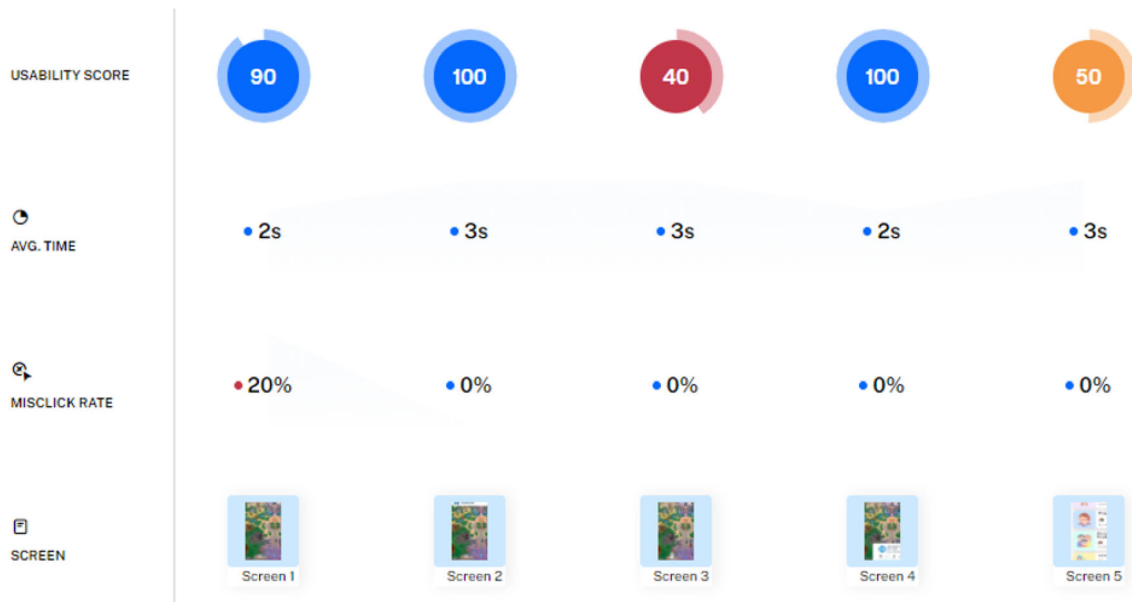 USABILITY SCORE
90
100
40
100
50
AVG. TIME
2s
3s
3s
2s
3s
MISCLICK RATE
20%
0%
0%
0%
0%
SCREEN
Screen 1
Screen 2
Screen 3
Screen 4
Screen 5